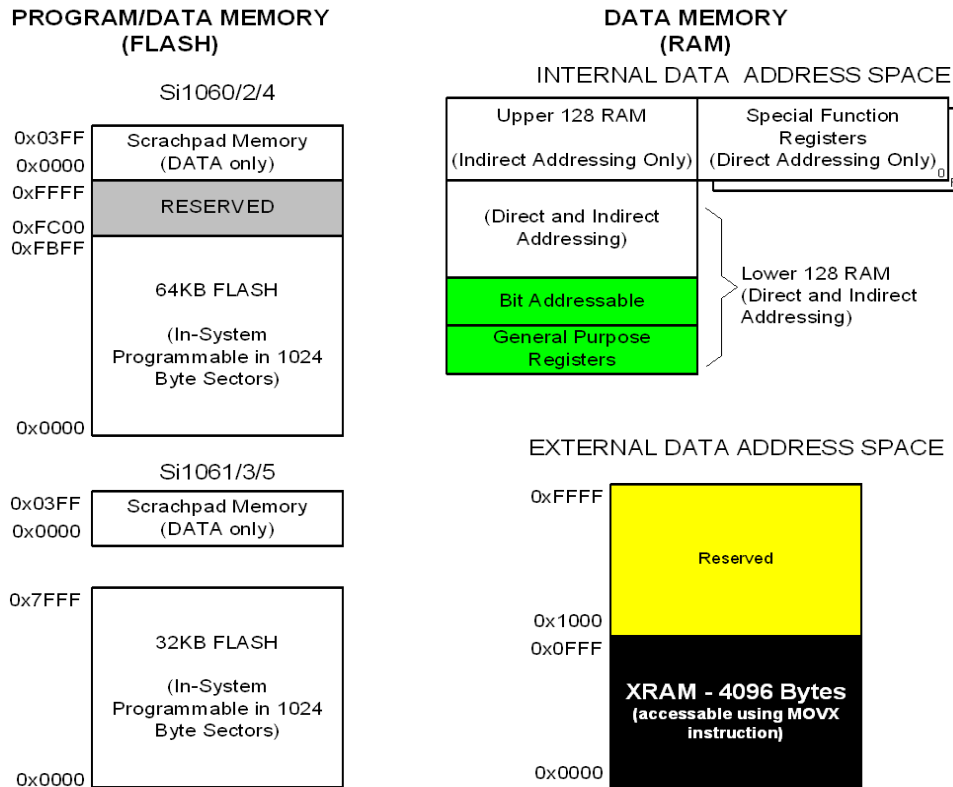 PROGRAM/DATA MEMORY
(FLASH)
Si1060/2/4
0x03FF
Scrachpad Memory
0x0000
(DATA only)
0xFFFF
RESERVED
0xFC00
0xFBFF
64KB FLASH
(In-System
Programmable in 1024
Byte Sectors)
0x0000
Si1061/3/5
0x03FF
Scrachpad Memory
0x0000
(DATA only)
0x7FFF
32KB FLASH
(In-System
Programmable in 1024
Byte Sectors)
0x0000
DATA MEMORY
(RAM)
INTERNAL DATA ADDRESS SPACE
Upper 128 RAM
(Indirect Addressing Only)
Special Function
Registers
(Direct Addressing Only)
0
(Direct and Indirect
Addressing)
Bit Addressable
General Purpose
Registers
Lower 128 RAM
(Direct and Indirect
Addressing)
EXTERNAL DATA ADDRESS SPACE
0xFFFF
Reserved
0x1000
0x0FFF
XRAM - 4096 Bytes
(accessable using MOVX
instruction)
0x0000